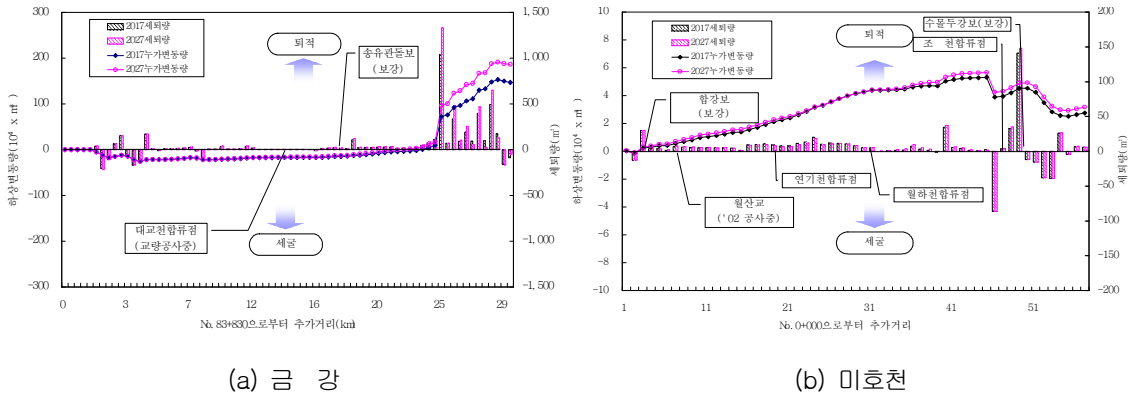 2017세퇴량
2027세퇴량
2017누가변동량
2027누가변동량
퇴적
송유관돌보
(보강)
대교천합류점
(교량공사중)
세굴
하상변동량(10⁴ x ㎥)
세퇴량(㎥)
300
200
100
0
-100
-200
-300
1,500
1,000
500
0
-500
-1,000
-1,500
0 3 7 12 16 20 25 29
No. 83+830으로부터 추가거리(km)
(a) 금 강
2017세퇴량
2027세퇴량
2017누가변동량
2027누가변동량
퇴적
수물두강보(보강)
조 천합류점
합강보
(보강)
월산교
('02 공사중)
연기천합류점
월하천합류점
세굴
하상변동량(10⁴ x ㎥)
세퇴량(㎥)
10
8
6
4
2
0
-2
-4
-6
-8
-10
200
150
100
50
0
-50
-100
-150
-200
1 11 21 31 41 51
No. 0+000으로부터 추가거리
(b) 미호천